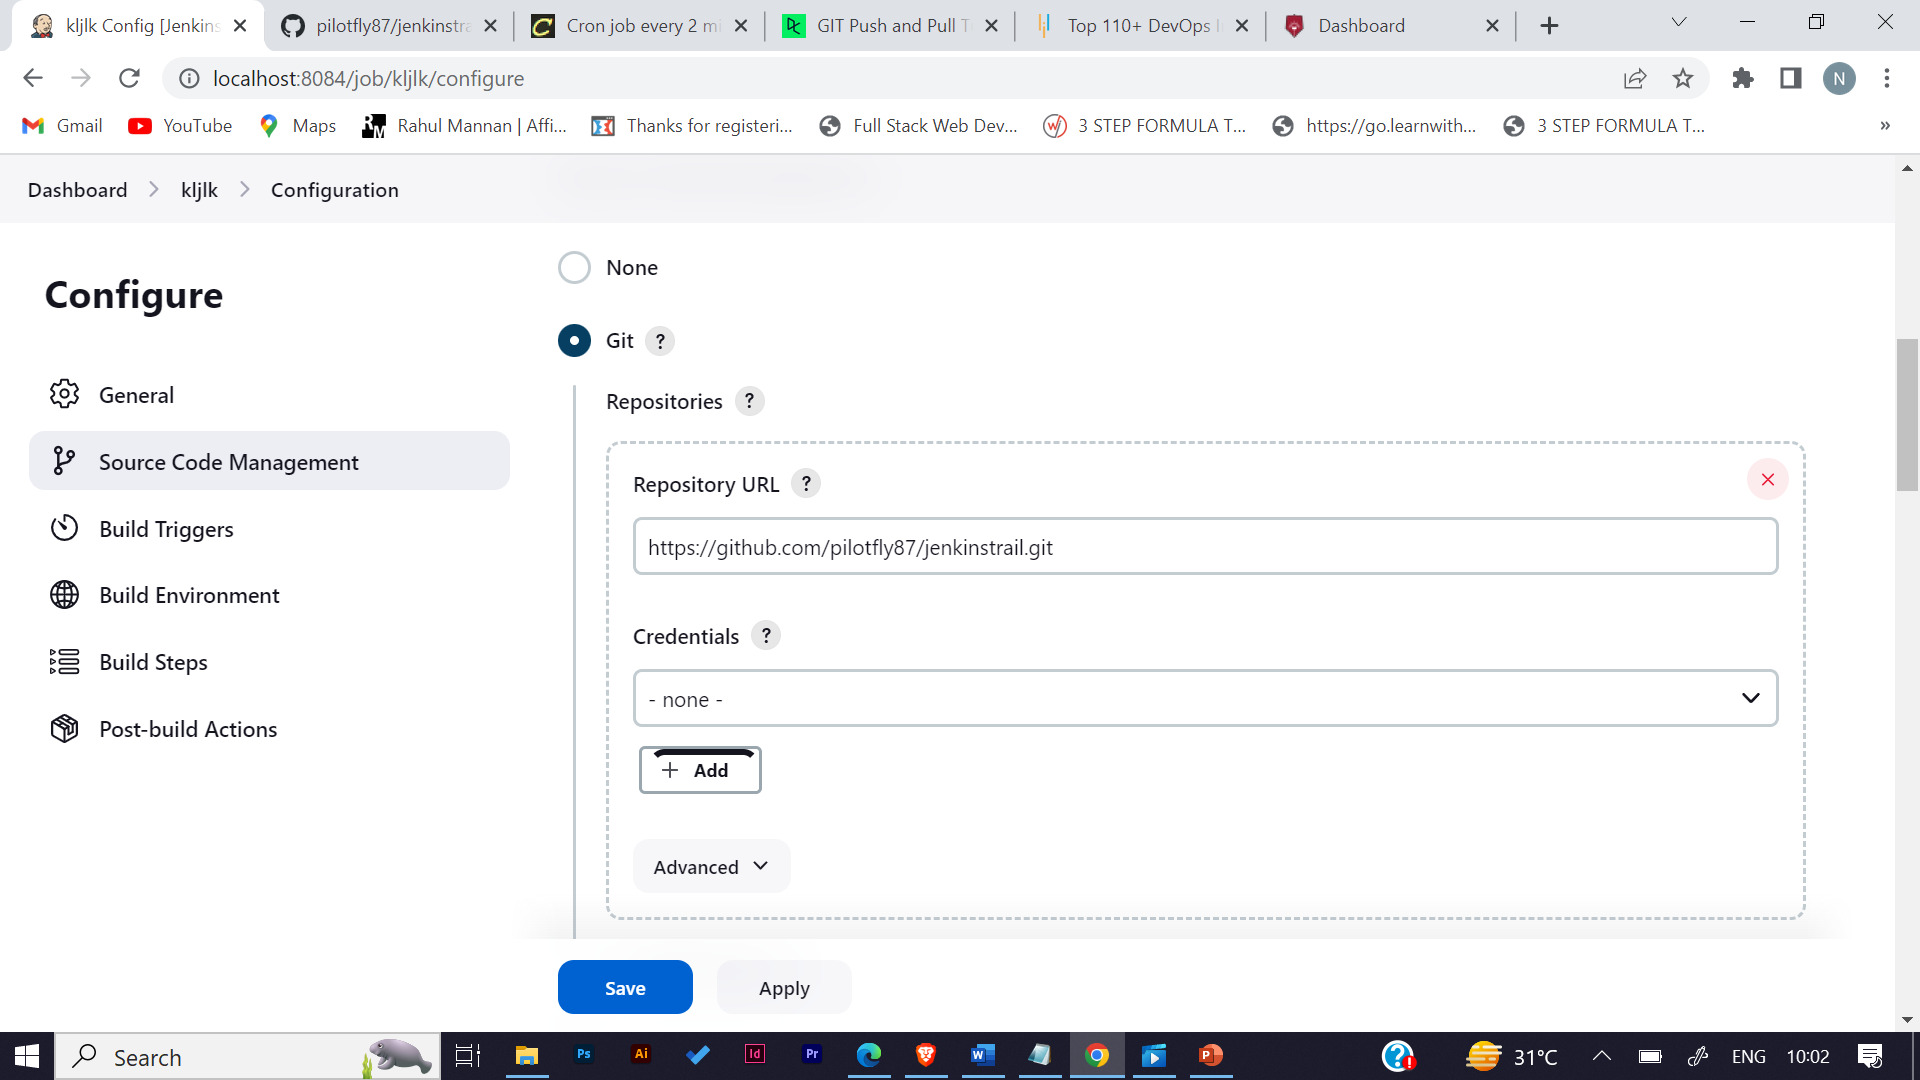 kljlk Config [Jenkins
pilotfly87/jenkinstra
Cron job every 2 mi
GIT Push and Pull T
Top 110+ DevOps I
Dashboard
localhost:8084/job/kljlk/configure
N
Gmail
YouTube
Maps
RM
Rahul Mannan | Affi...
Thanks for registeri...
Full Stack Web Dev...
3 STEP FORMULA T...
https://go.learnwith...
3 STEP FORMULA T...
»
Dashboard > kljlk > Configuration
None
Configure
Git ?
General
Repositories ?
Source Code Management
Repository URL ?
Build Triggers
https://github.com/pilotfly87/jenkinstrail.git
Build Environment
Credentials ?
Build Steps
- none -
Post-build Actions
+ Add
Advanced
Save
Apply
Search
Ps
Ai
Id
Pr
W
P
31°C
ENG
10:02